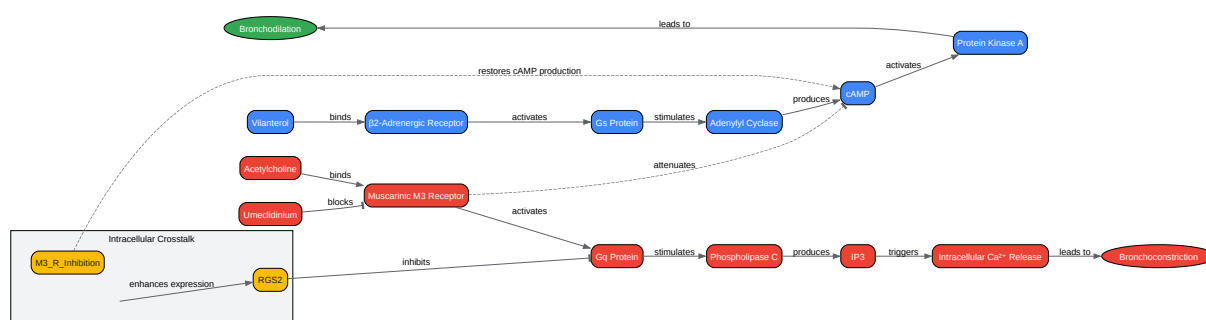 leads to
Bronchodilation
Protein Kinase A
activates
restores cAMP production
cAMP
produces
Vilanterol
binds
β2-Adrenergic Receptor
activates
Gs Protein
stimulates
Adenylyl Cyclase
Acetylcholine
binds
attenuates
Muscarinic M3 Receptor
blocks
Umeclidinium
activates
Intracellular Crosstalk
M3_R_Inhibition
Gq Protein
stimulates
Phospholipase C
produces
IP3
triggers
Intracellular Ca²⁺ Release
leads to
Bronchoconstriction
inhibits
RGS2
enhances expression